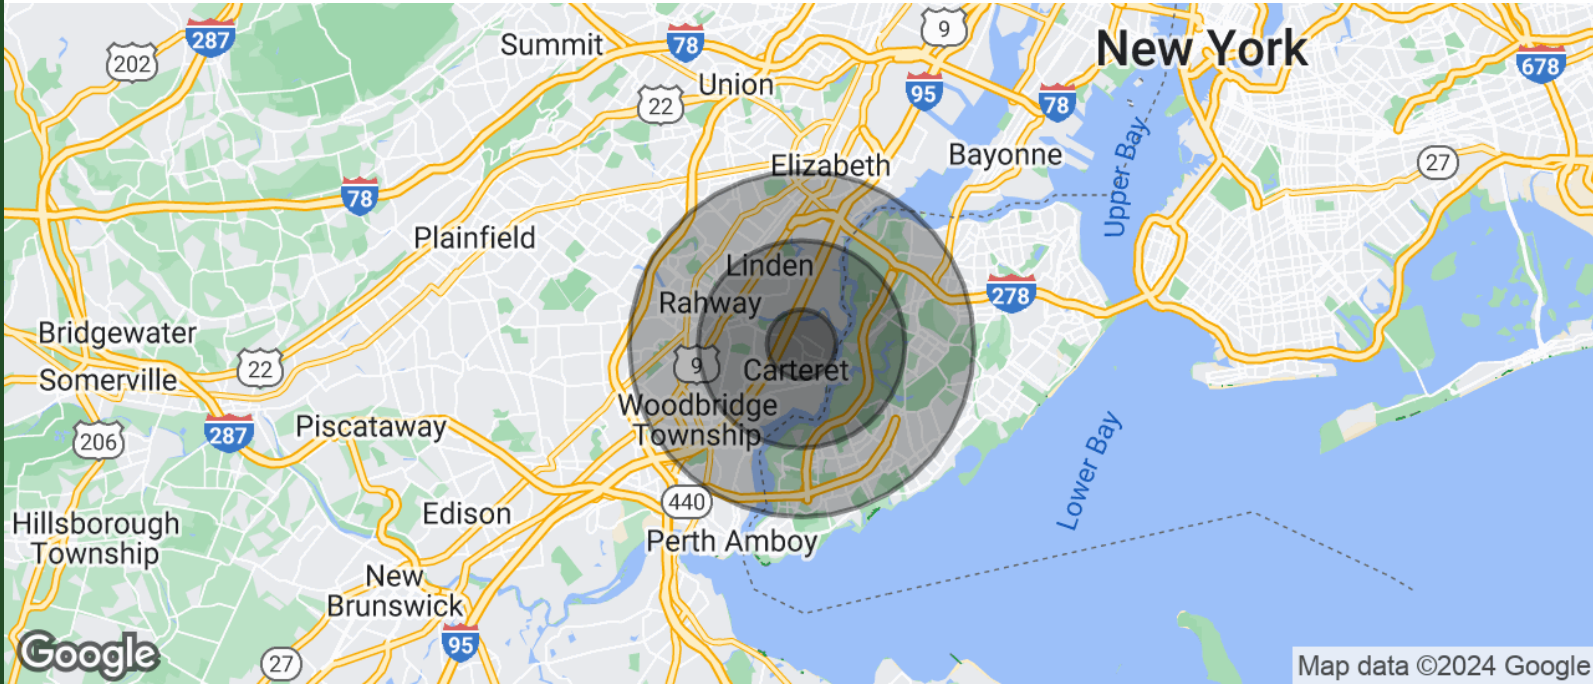 287
202
Summit
78
9
New York
678
Union
95
78
22
Elizabeth
Bayonne
27
Upper Bay
78
Plainfield
Linden
278
Rahway
Bridgewater
22
Somerville
9
Carteret
Woodbridge
Township
287
206
Piscataway
Lower Bay
440
Edison
Hillsborough
Township
Perth Amboy
New
Brunswick
95
27
Google
Map data ©2024 Google